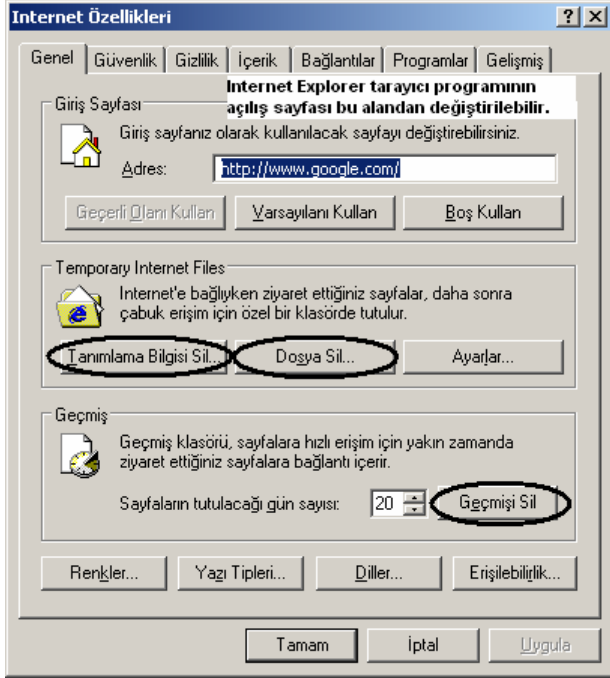 Internet Özellikleri
Genel Güvenlik Gizlilik İçerik Bağlantılar Programlar Gelişmiş
Internet Explorer tarayıcı programının
açılış sayfası bu alandan değiştirilebilir.
Giriş Sayfası
Giriş sayfanız olarak kullanılacak sayfayı değiştirebilirsiniz.
Adres: http://www.google.com/
Geçerli Olanı Kullan Varsayılanı Kullan Boş Kullan
Temporary Internet Files
Internet'e bağlıyken ziyaret ettiğiniz sayfalar, daha sonra
çabuk erişim için özel bir klasörde tutulur.
Tanımlama Bilgisi Sil... Dosya Sil... Ayarlar...
Geçmiş
Geçmiş klasörü, sayfalara hızlı erişim için yakın zamanda
ziyaret ettiğiniz sayfalara bağlantı içerir.
Sayfaların tutulacağı gün sayısı: 20 Geçmişi Sil
Renkler... Yazı Tipleri... Diller... Erişilebilirlik...
Tamam İptal Uygula